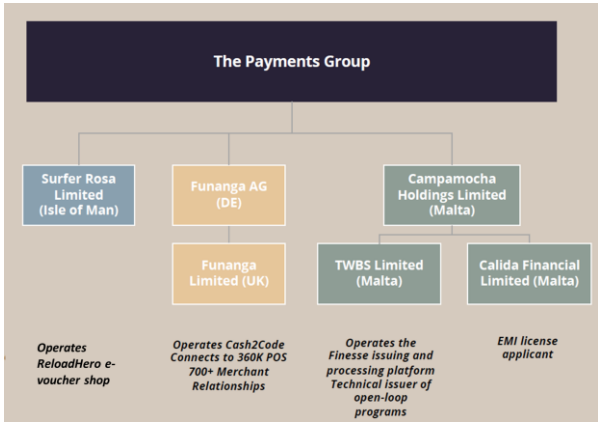 The Payments Group
Surfer Rosa
Limited
(Isle of Man)
Funanga AG
(DE)
Campamocha
Holdings Limited
(Malta)
Funanga
Limited (UK)
TWBS Limited
(Malta)
Calida Financial
Limited (Malta)
Operates
ReloadHero e-
voucher shop
Operates Cash2Code
Connects to 360K POS
700+ Merchant
Relationships
Operates the
Finesse issuing and
processing platform
Technical issuer of
open-loop
programs
EMI license
applicant